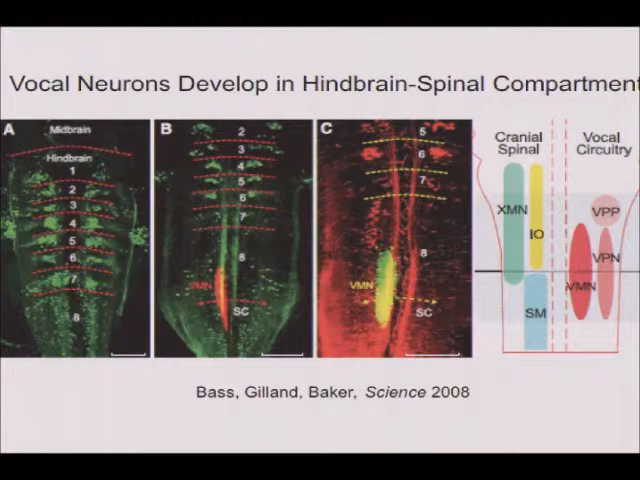 Vocal Neurons Develop in Hindbrain-Spinal Compartment
A
Midbrain
Hindbrain
1
2
3
4
5
6
7
8
B
2
3
4
5
6
7
8
VMN
SC
C
5
6
7
8
VMN
SC
Cranial
Spinal
Vocal
Circuitry
XMN
IO
VPP
VPN
VMN
SM
Bass, Gilland, Baker, Science 2008